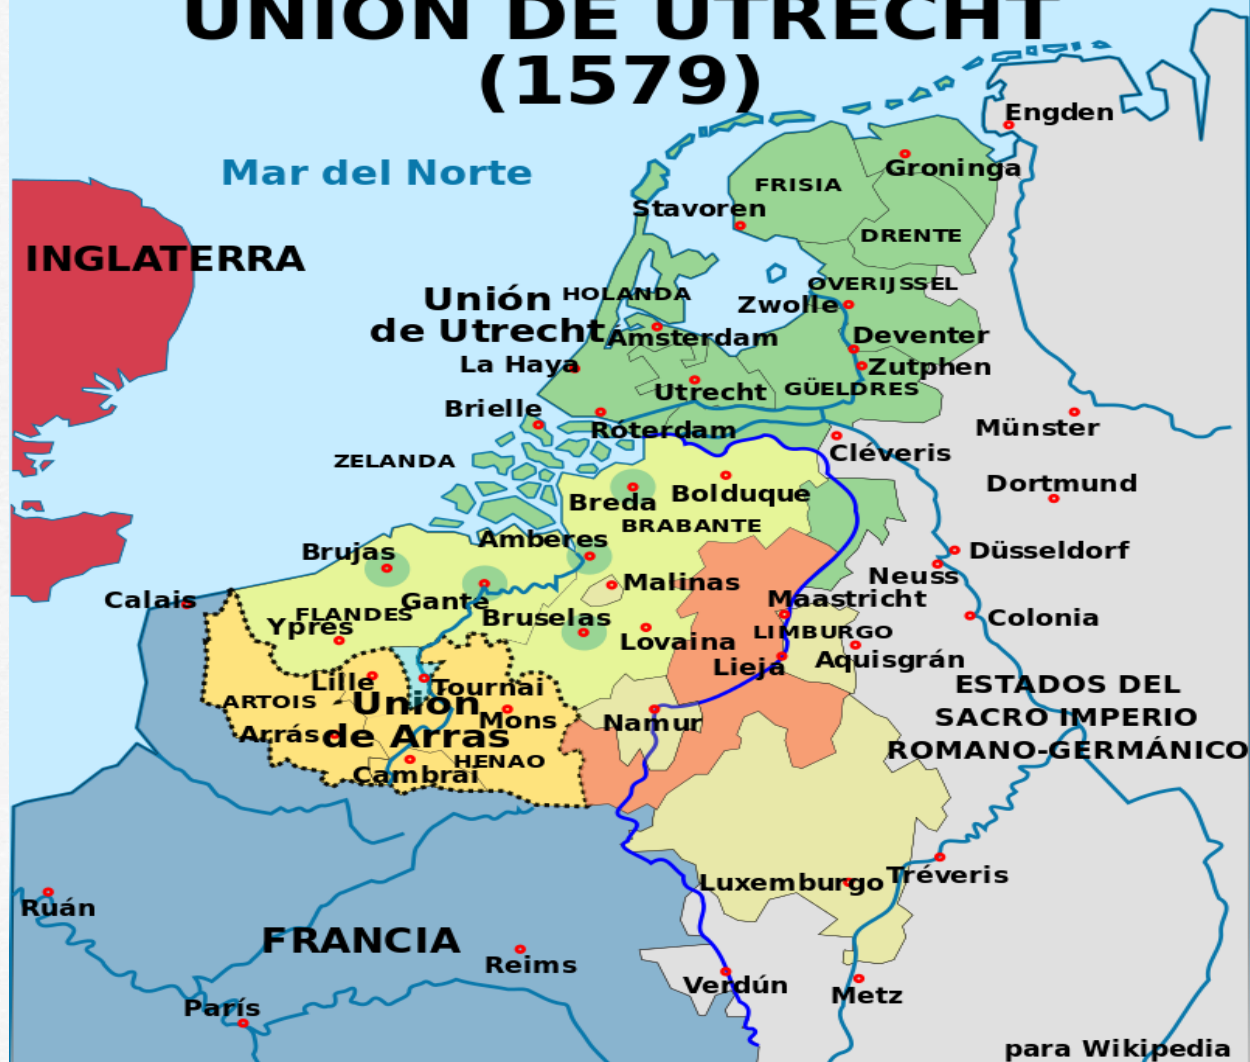 UNIÓN DE UTRECHT
(1579)
Engden
Mar del Norte
Groninga
FRISIA
Stavoren
DRENTE
INGLATERRA
OVERIJSSEL
HOLANDA
Unión
de Utrecht
Zwolle
Ámsterdam
Deventer
La Haya
Zutphen
Utrecht
GÜELDRES
Brielle
Róterdam
Münster
Cléveris
ZELANDA
Dortmund
Bolduque
Breda
BRABANTE
Amberes
Brujas
Düsseldorf
Neuss
Malinas
Calais
Gante
Maastricht
FLANDES
Bruselas
Colonia
Ypres
LIMBURGO
Lovaina
Lieja
Aquisgrán
Lille
Tournai
ESTADOS DEL
SACRO IMPERIO
ROMANO-GERMÁNICO
ARTOIS
Unión
de Arras
Mons
Namur
Arrás
HENAO
Cambrai
Luxemburgo
Tréveris
Ruán
FRANCIA
Reims
Verdún
Metz
París
para Wikipedia